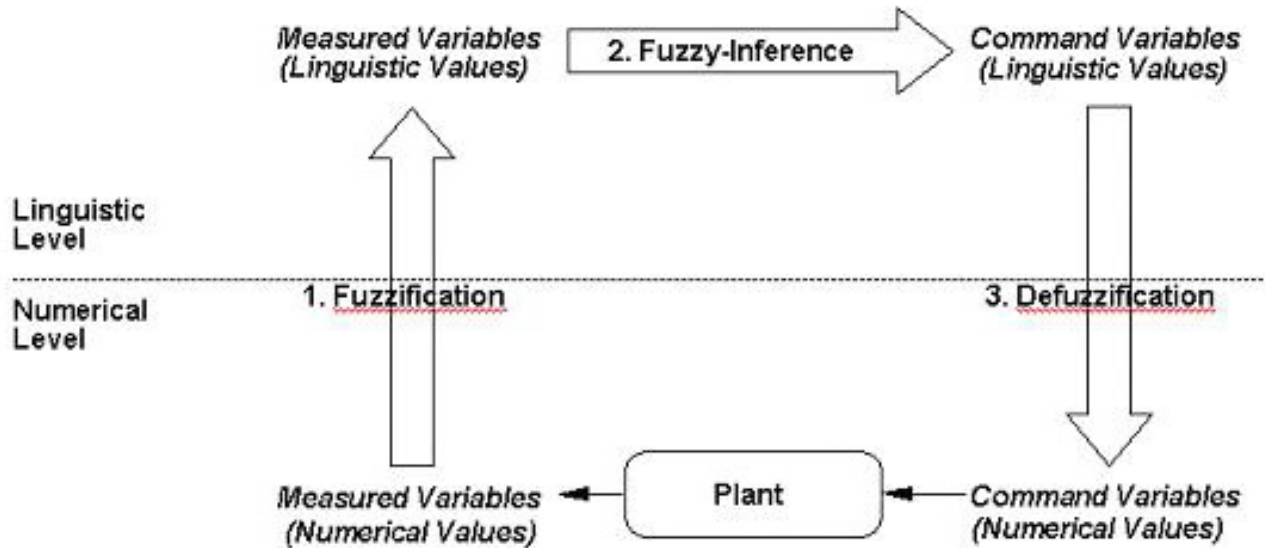 Measured Variables
(Linguistic Values)
2. Fuzzy-Inference
Command Variables
(Linguistic Values)
Linguistic
Level
1. Fuzzification
3. Defuzzification
Numerical
Level
Measured Variables
(Numerical Values)
Plant
Command Variables
(Numerical Values)